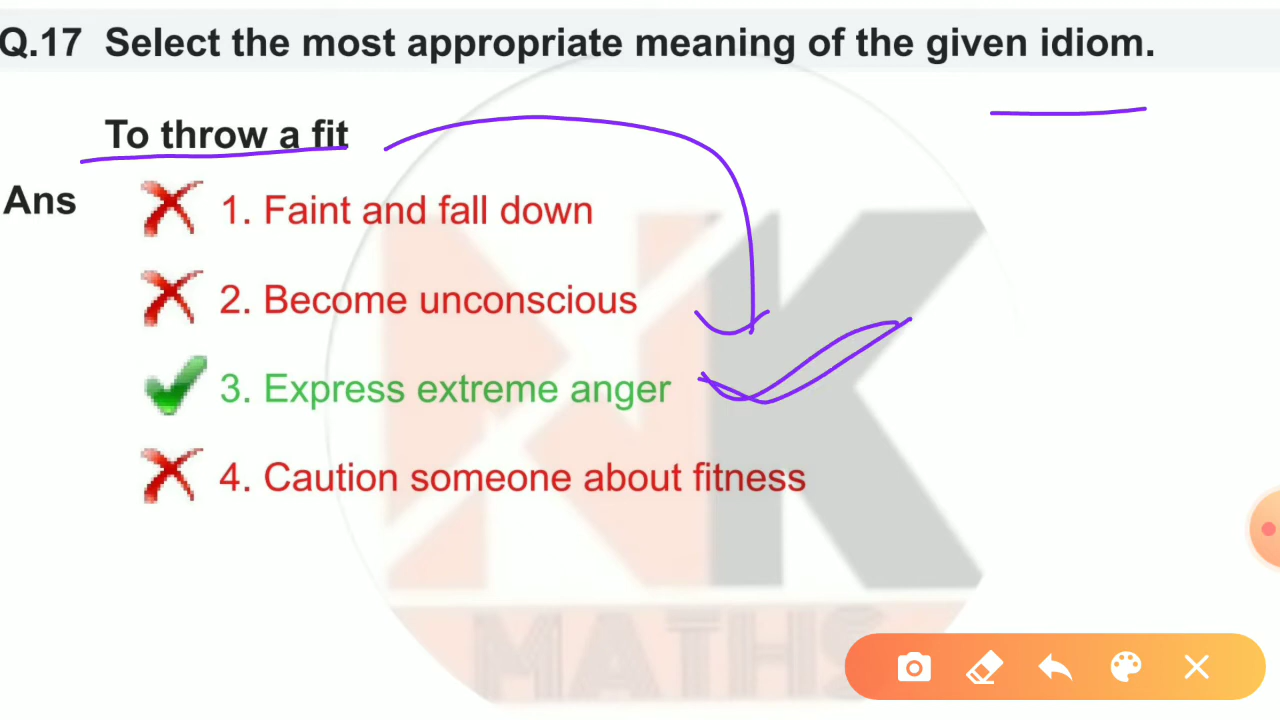 Q.17 Select the most appropriate meaning of the given idiom.
To throw a fit
Ans 1. Faint and fall down
2. Become unconscious
3. Express extreme anger
4. Caution someone about fitness
NK
MATHS